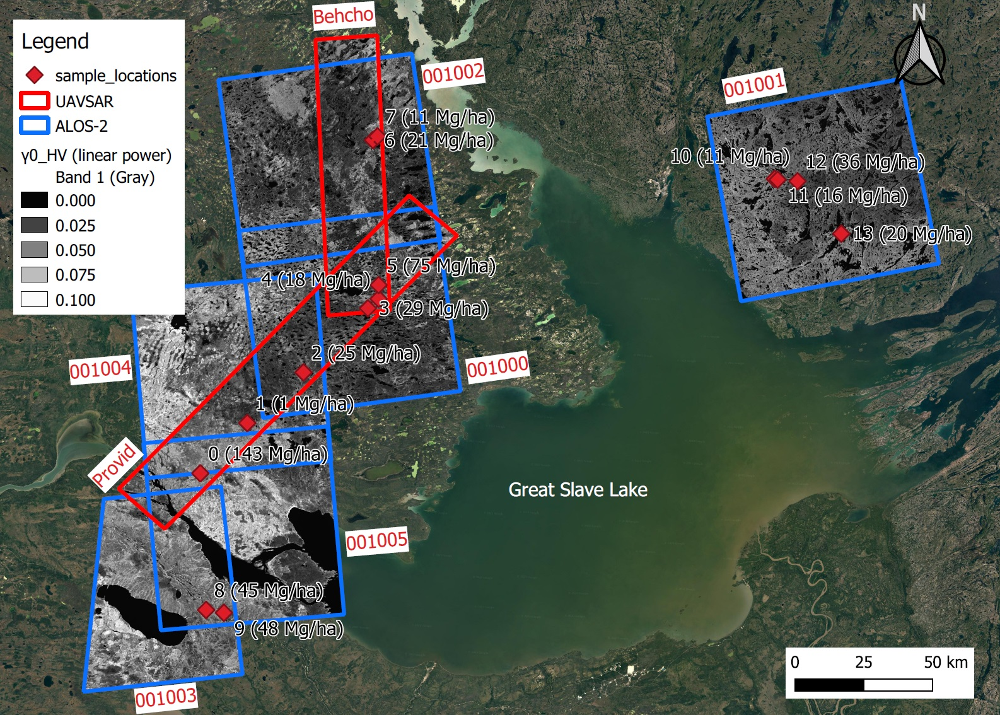 Legend
sample_locations
UAVSAR
ALOS-2
γ0_HV (linear power)
Band 1 (Gray)
0.000
0.025
0.050
0.075
0.100
Behcho
001002
001001
N
7 (11 Mg/ha)
6 (21 Mg/ha)
10 (11 Mg/ha)
12 (36 Mg/ha)
11 (16 Mg/ha)
13 (20 Mg/ha)
5 (75 Mg/ha)
4 (18 Mg/ha)
3 (29 Mg/ha)
2 (25 Mg/ha)
001004
001000
1 (1 Mg/ha)
0 (143 Mg/ha)
Provid
Great Slave Lake
001005
8 (45 Mg/ha)
9 (48 Mg/ha)
001003
0 25 50 km